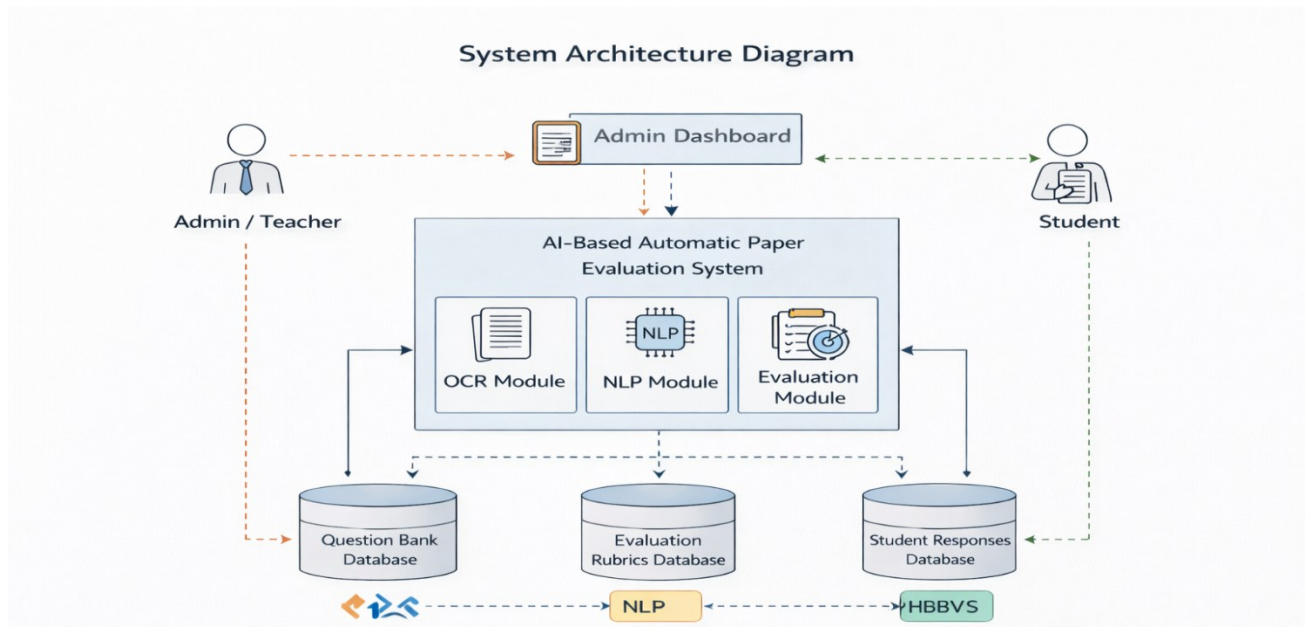 System Architecture Diagram
Admin Dashboard
Admin / Teacher
Student
AI-Based Automatic Paper
Evaluation System
NLP
OCR Module
NLP Module
Evaluation
Module
Question Bank
Database
Evaluation
Rubrics Database
Student Responses
Database
NLP
HBBVS